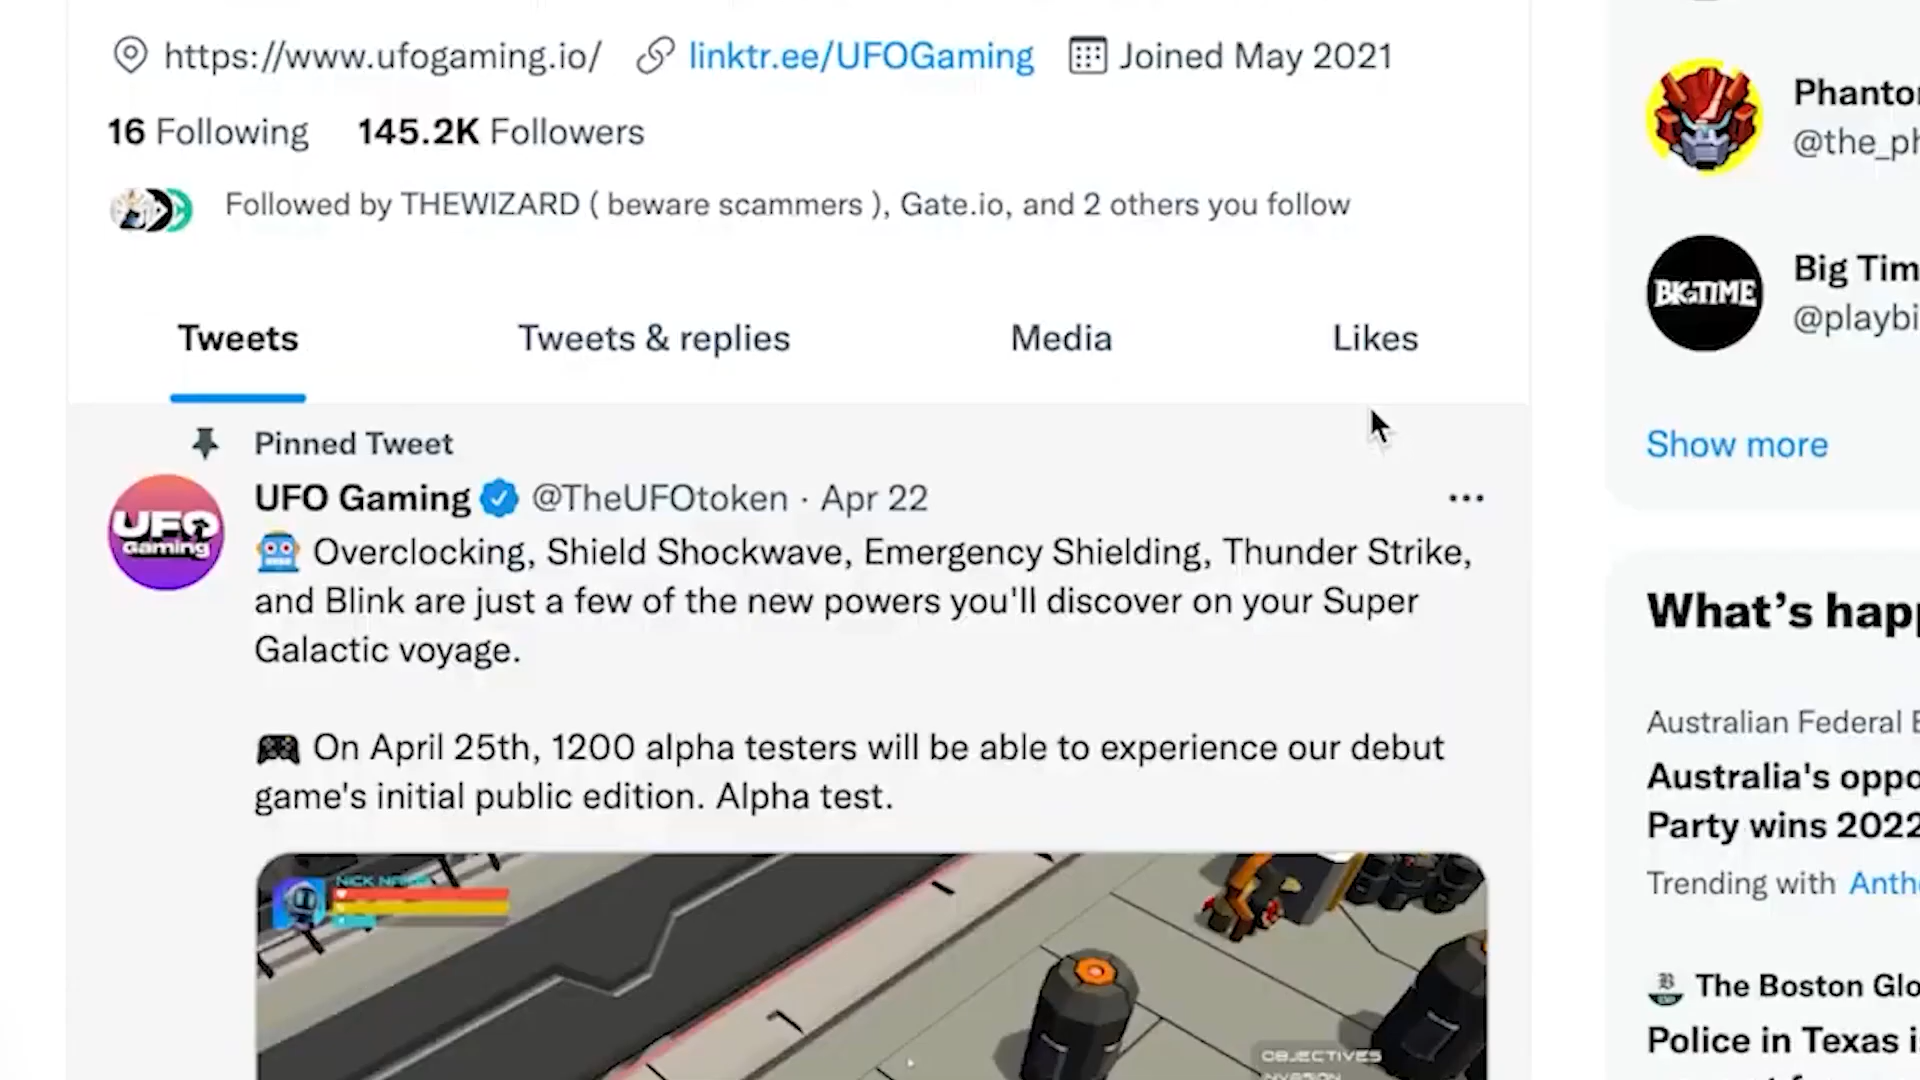 https://www.ufogaming.io/ linktr.ee/UFOGaming Joined May 2021
16 Following 145.2K Followers
Followed by THEWIZARD ( beware scammers ), Gate.io, and 2 others you follow
Tweets Tweets & replies Media Likes
Pinned Tweet
UFO Gaming @TheUFOtoken · Apr 22
UFO
Gaming
Overclocking, Shield Shockwave, Emergency Shielding, Thunder Strike,
and Blink are just a few of the new powers you'll discover on your Super
Galactic voyage.
On April 25th, 1200 alpha testers will be able to experience our debut
game's initial public edition. Alpha test.
NICK
OBJECTIVES
INVASION
Phanto
@the_ph
BIGTIME
Big Tim
@playbi
Show more
What's hap
Australian Federal E
Australia's oppo
Party wins 2022
Trending with Antho
The Boston Glo
Police in Texas i